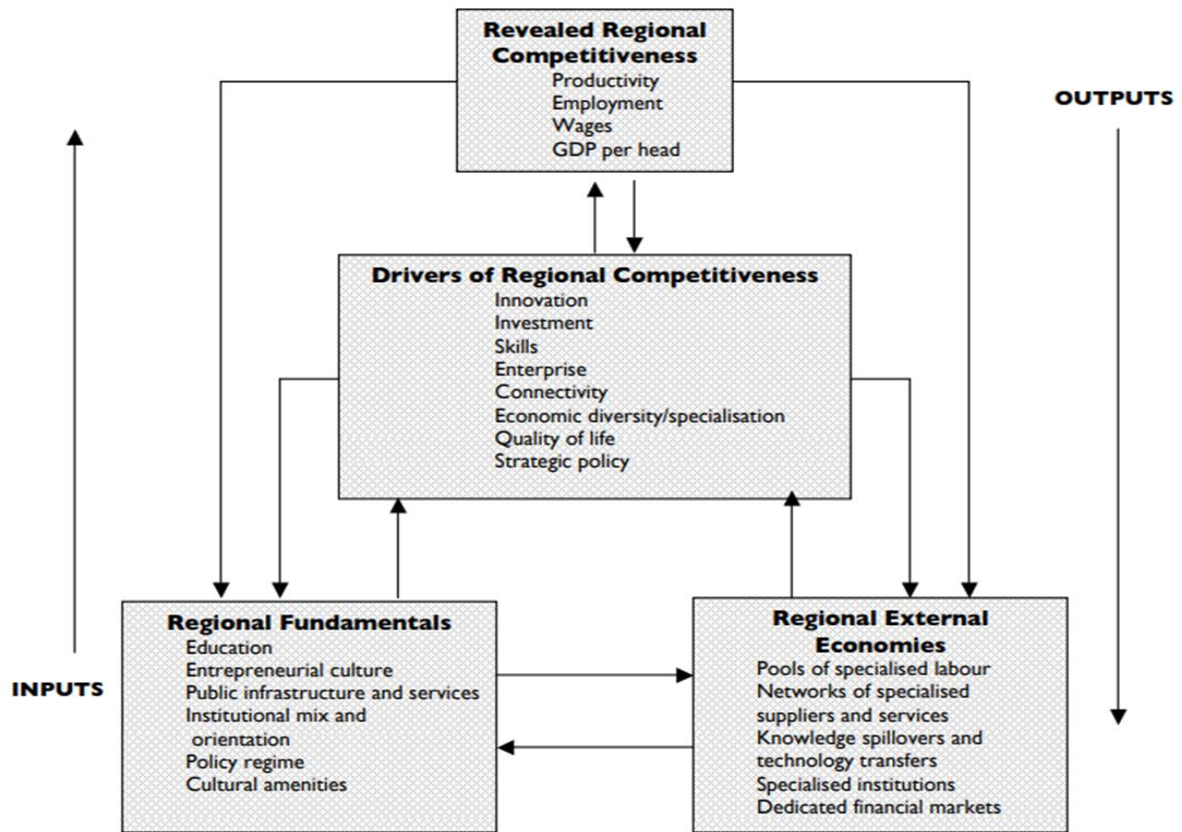 Revealed Regional
Competitiveness
Productivity
Employment
Wages
GDP per head
OUTPUTS
Drivers of Regional Competitiveness
Innovation
Investment
Skills
Enterprise
Connectivity
Economic diversity/specialisation
Quality of life
Strategic policy
INPUTS
Regional Fundamentals
Education
Entrepreneurial culture
Public infrastructure and services
Institutional mix and
orientation
Policy regime
Cultural amenities
Regional External
Economies
Pools of specialised labour
Networks of specialised
suppliers and services
Knowledge spillovers and
technology transfers
Specialised institutions
Dedicated financial markets